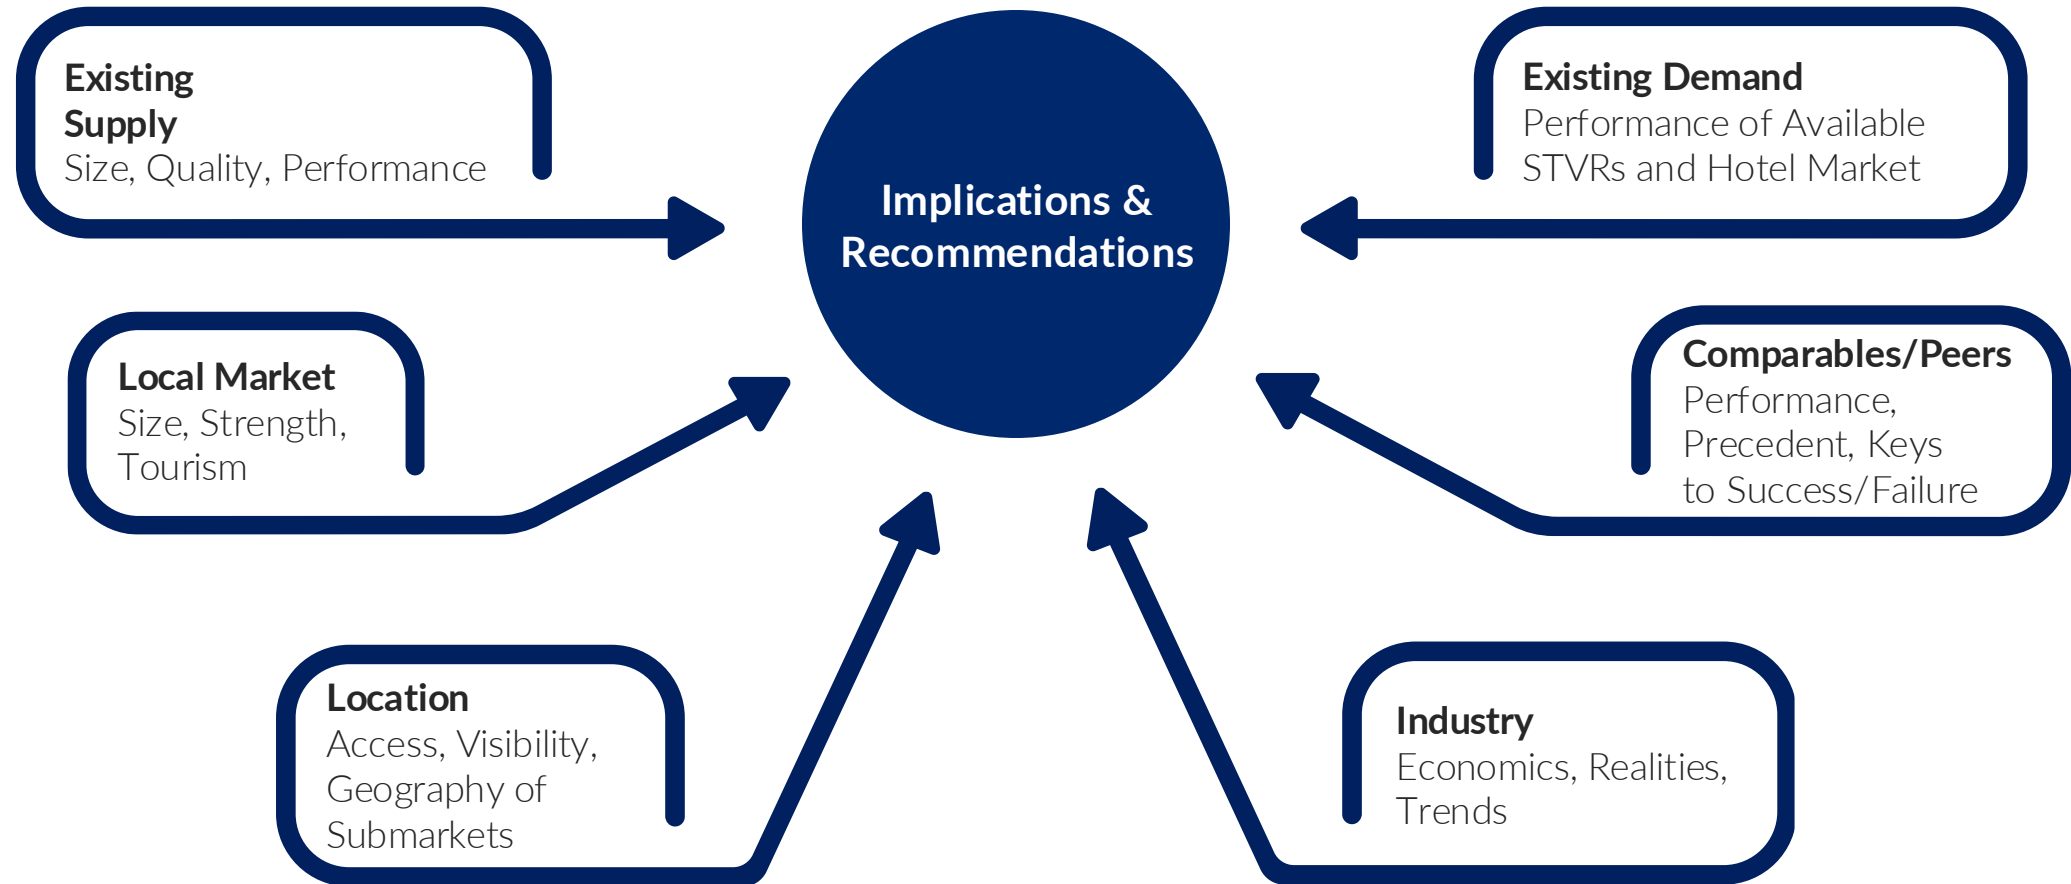 Existing
Supply
Size, Quality, Performance
Implications &
Recommendations
Existing Demand
Performance of Available
STVRs and Hotel Market
Local Market
Size, Strength,
Tourism
Comparables/Peers
Performance,
Precedent, Keys
to Success/Failure
Location
Access, Visibility,
Geography of
Submarkets
Industry
Economics, Realities,
Trends